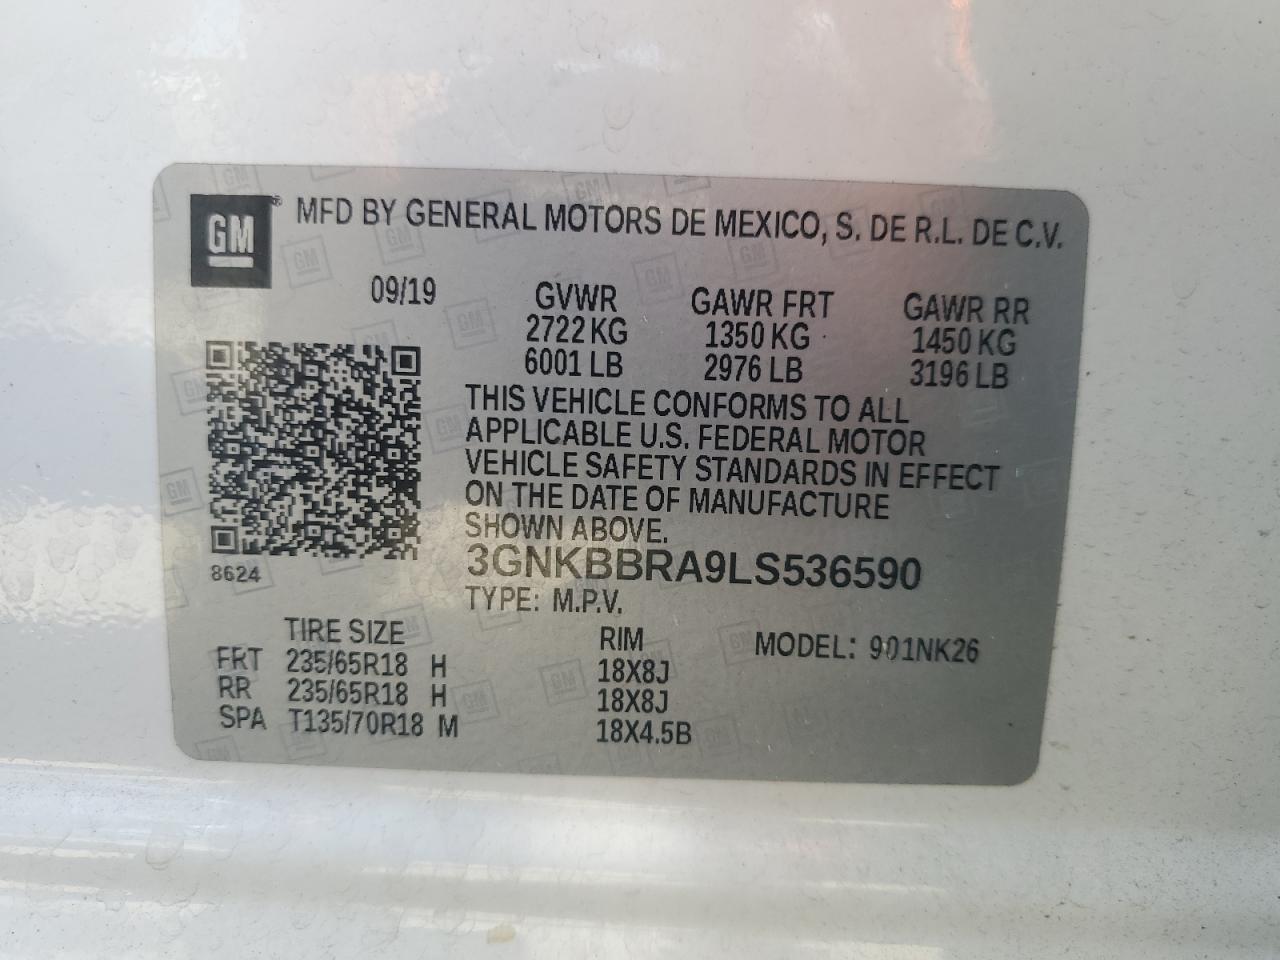 GM® MFD BY GENERAL MOTORS DE MEXICO, S. DE R.L. DE C.V.
09/19 GVWR GAWR FRT GAWR RR
2722 KG 1350 KG 1450 KG
6001 LB 2976 LB 3196 LB
THIS VEHICLE CONFORMS TO ALL
APPLICABLE U.S. FEDERAL MOTOR
VEHICLE SAFETY STANDARDS IN EFFECT
ON THE DATE OF MANUFACTURE
SHOWN ABOVE.
3GNKBBRA9LS536590
8624
TYPE: M.P.V.
TIRE SIZE RIM MODEL: 901NK26
FRT 235/65R18 H 18X8J
RR 235/65R18 H 18X8J
SPA T135/70R18 M 18X4.5B